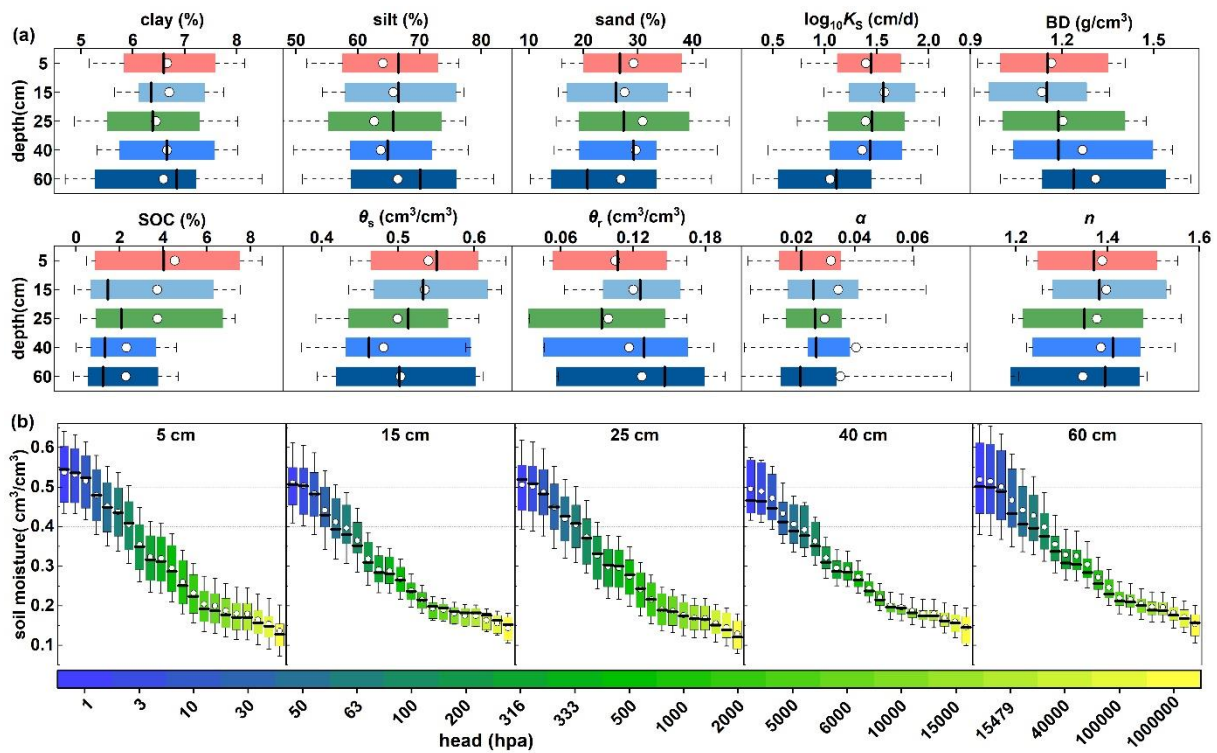 clay (%) silt (%) sand (%) log₁₀Kₛ (cm/d) BD (g/cm³)
(a) 5 6 7 8 50 60 70 80 10 20 30 40 0.5 1.0 1.5 2.0 0.9 1.2 1.5
depth(cm)
5
15
25
40
60
SOC (%) θₛ (cm³/cm³) θᵣ (cm³/cm³) α n
0 2 4 6 8 0.4 0.5 0.6 0.06 0.12 0.18 0.02 0.04 0.06 1.2 1.4 1.6
depth(cm)
5
15
25
40
60
(b) 5 cm 15 cm 25 cm 40 cm 60 cm
soil moisture( cm³/cm³)
0.6
0.5
0.4
0.3
0.2
0.1
1 3 10 30 50 63 100 200 316 333 500 1000 2000 5000 6000 10000 15000 15479 40000 100000 1000000
head (hpa)